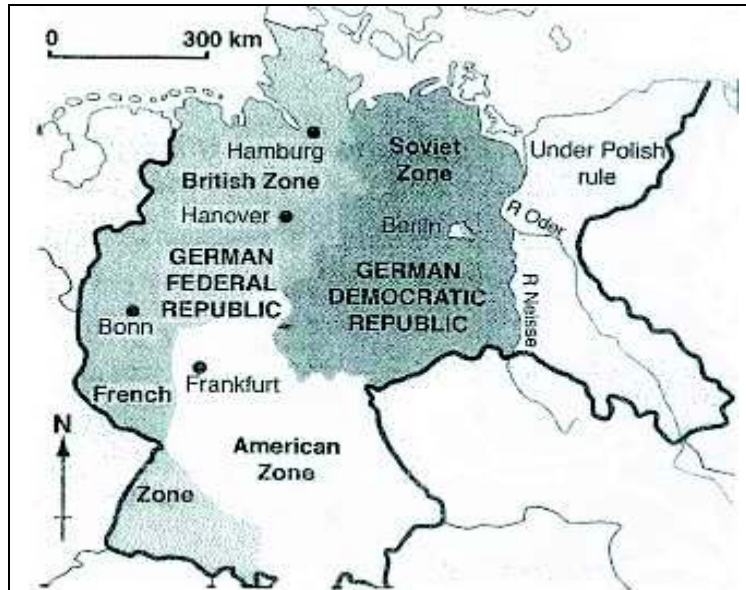 0
300 km
Hamburg
British Zone
Hanover
GERMAN
FEDERAL
REPUBLIC
Bonn
French
Frankfurt
American
Zone
Zone
N
Soviet
Zone
Berlin
GERMAN
DEMOCRATIC
REPUBLIC
Under Polish
rule
R Oder
R Neisse